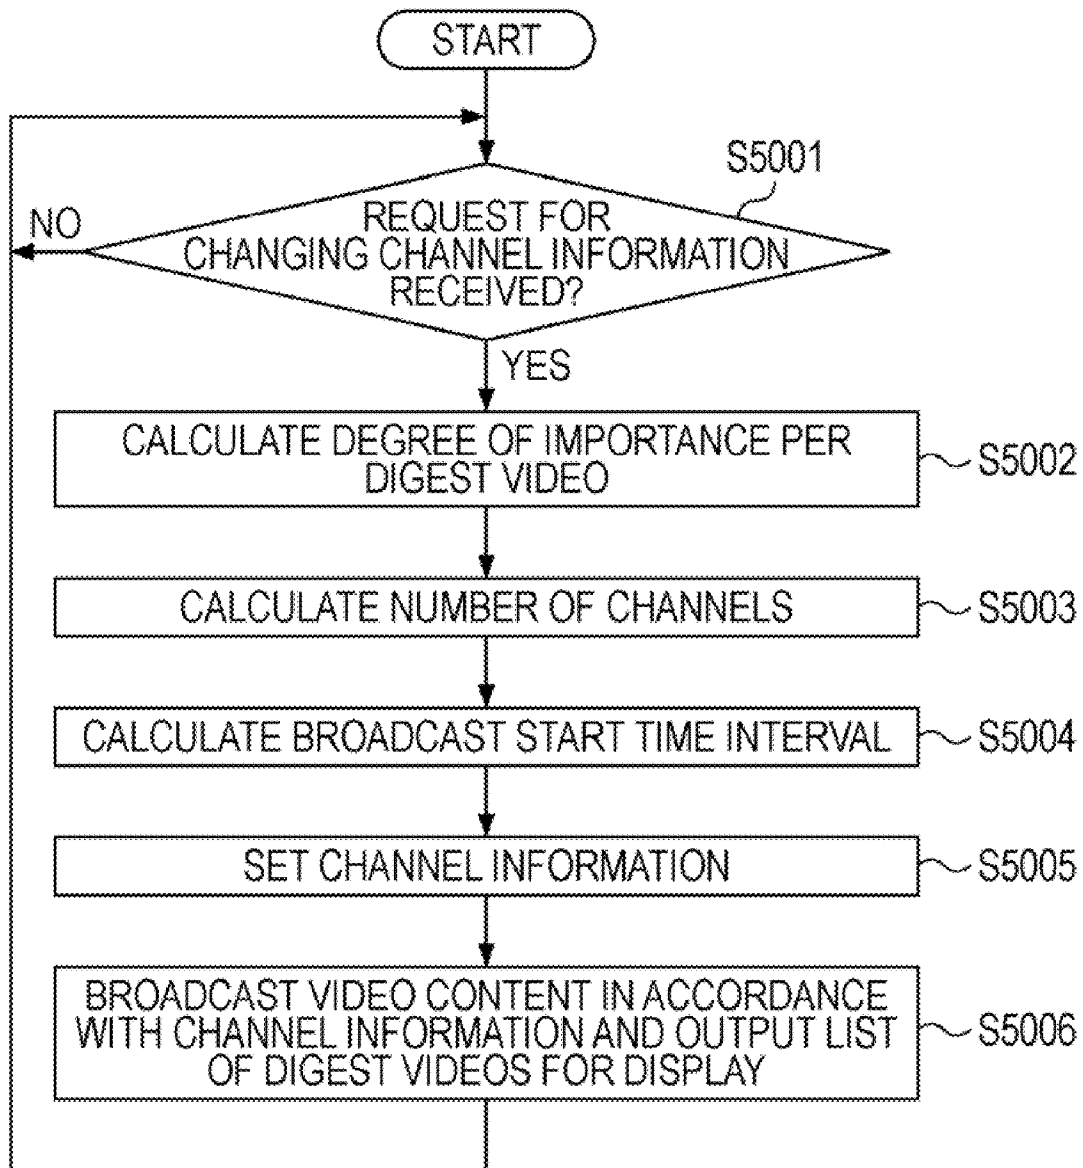 START
S5001
REQUEST FOR
CHANGING CHANNEL INFORMATION
RECEIVED?
NO
YES
CALCULATE DEGREE OF IMPORTANCE PER
DIGEST VIDEO
S5002
CALCULATE NUMBER OF CHANNELS
S5003
CALCULATE BROADCAST START TIME INTERVAL
S5004
SET CHANNEL INFORMATION
S5005
BROADCAST VIDEO CONTENT IN ACCORDANCE
WITH CHANNEL INFORMATION AND OUTPUT LIST
OF DIGEST VIDEOS FOR DISPLAY
S5006